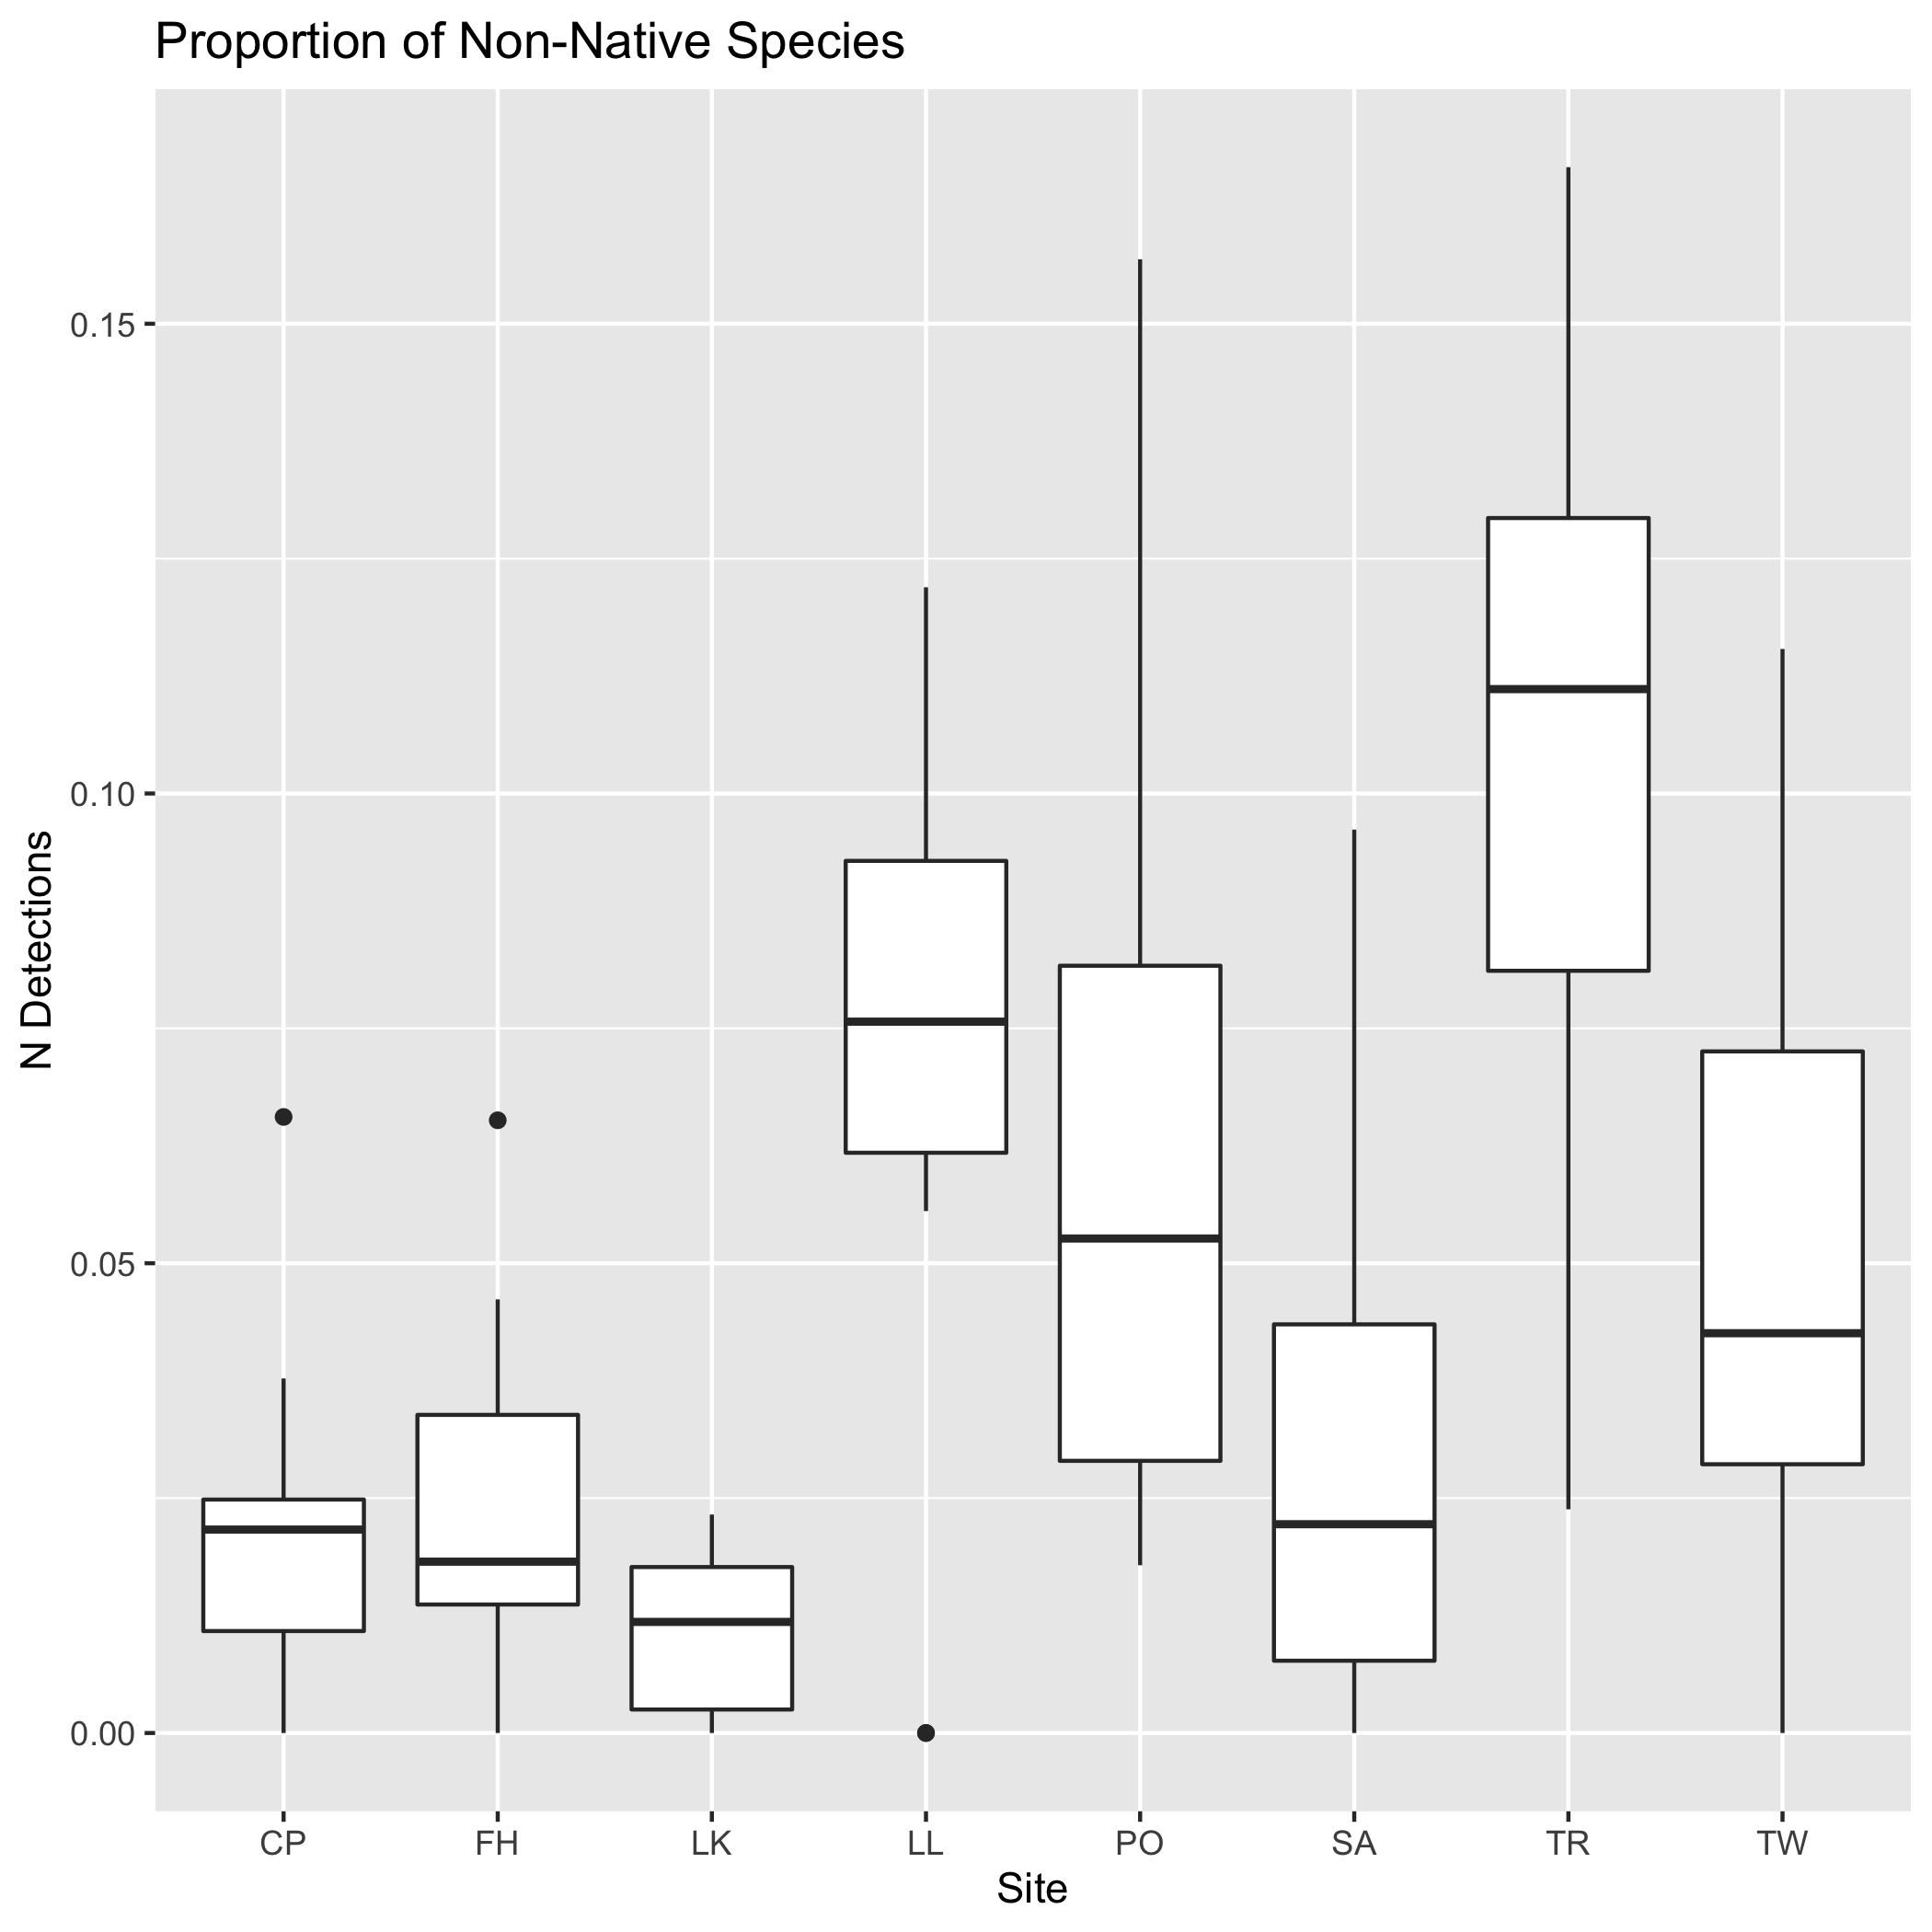 Proportion of Non-Native Species
N Detections
0.15
0.10
0.05
0.00
CP FH LK LL PO SA TR TW
Site